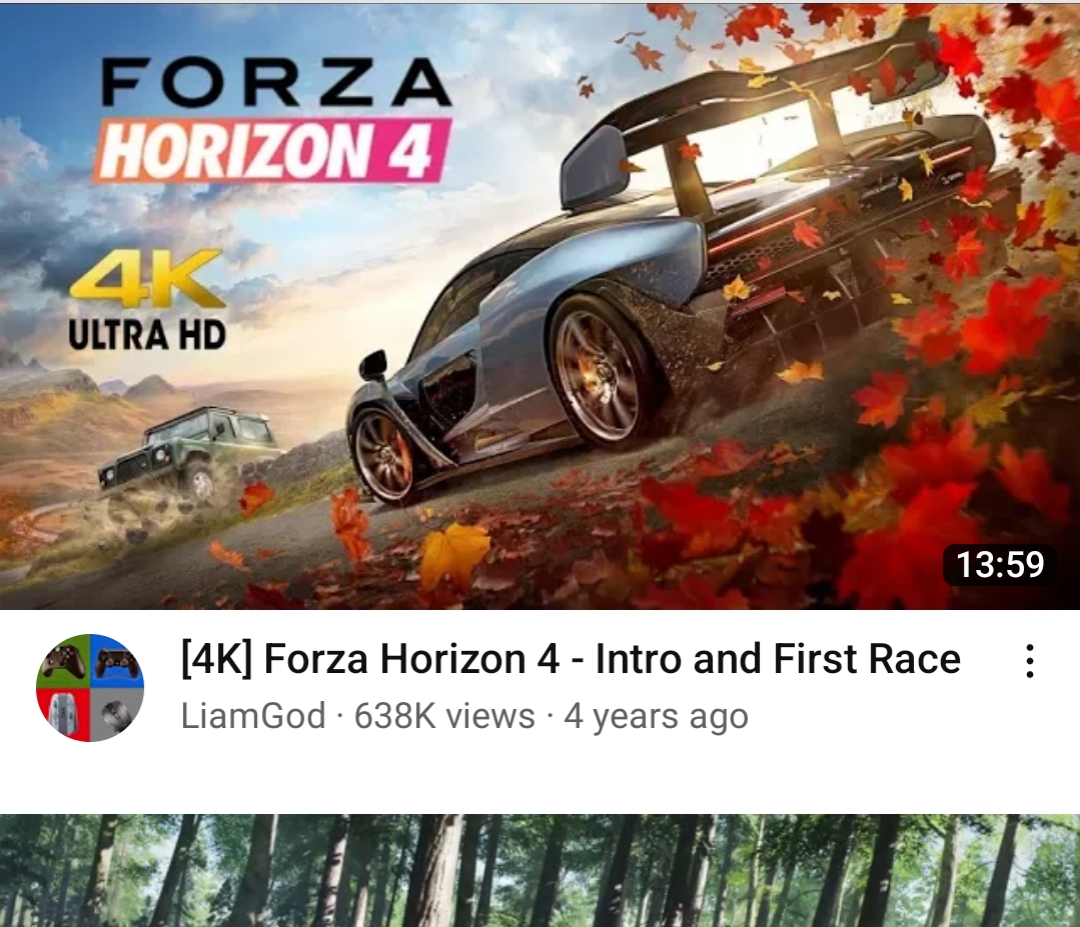 FORZA
HORIZON 4
4K
ULTRA HD
13:59
[4K] Forza Horizon 4 - Intro and First Race
LiamGod · 638K views · 4 years ago